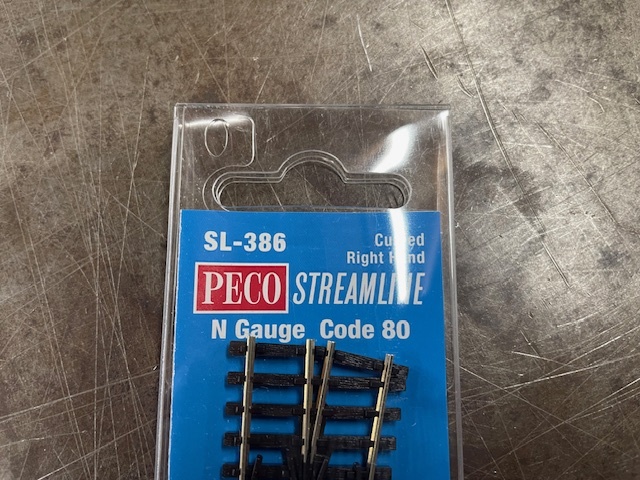 SL-386
Curved
Right Hand
PECO STREAMLINE
N Gauge Code 80